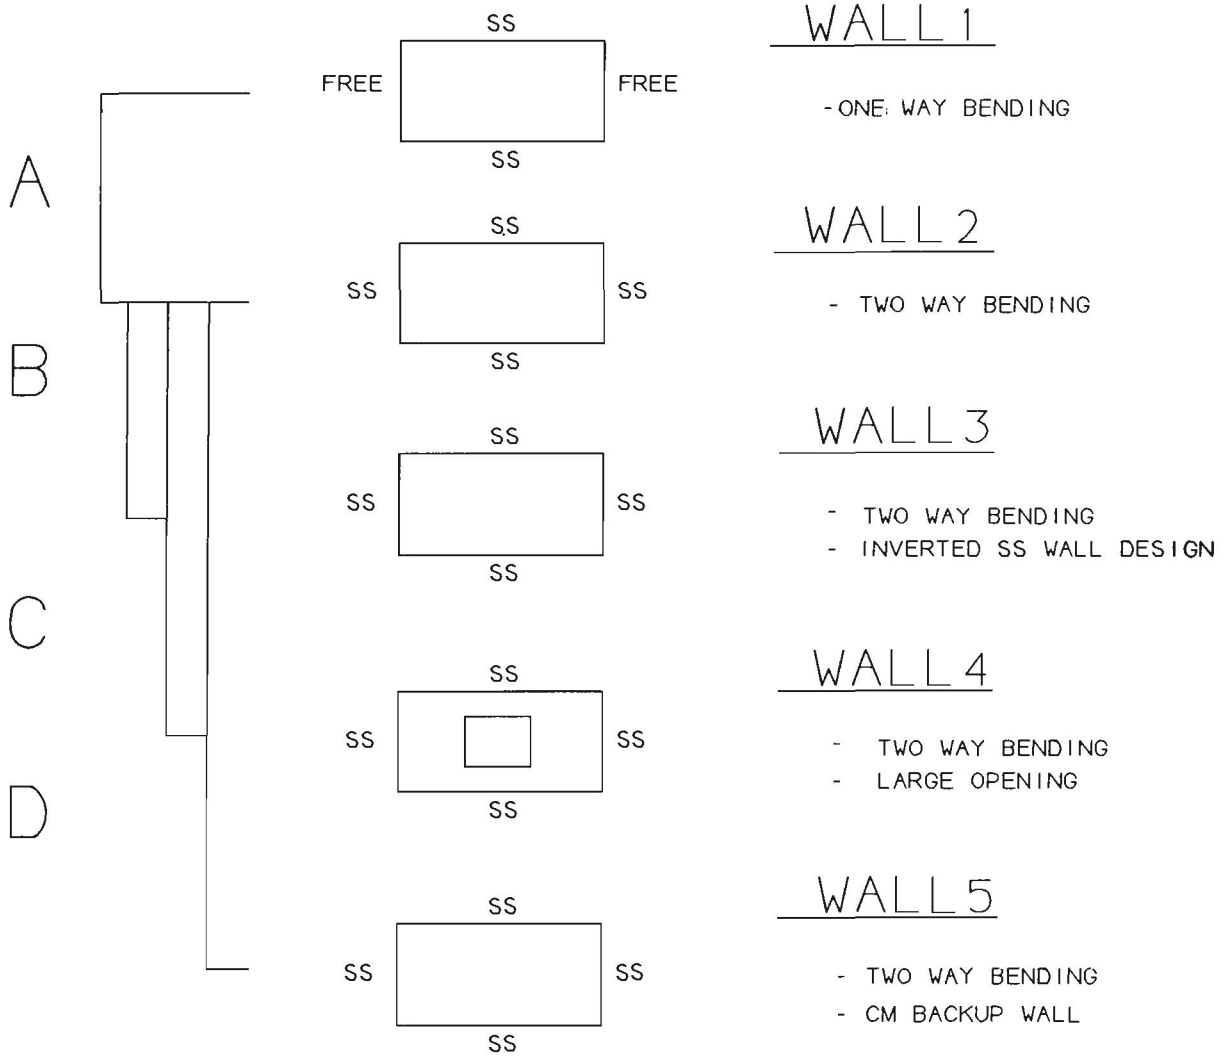 SS
WALL 1
FREE
FREE
- ONE WAY BENDING
SS
A
SS
WALL 2
SS
SS
- TWO WAY BENDING
SS
B
SS
WALL 3
SS
SS
- TWO WAY BENDING
- INVERTED SS WALL DESIGN
SS
C
SS
WALL 4
SS
SS
- TWO WAY BENDING
- LARGE OPENING
SS
D
SS
WALL 5
SS
SS
- TWO WAY BENDING
- CM BACKUP WALL
SS